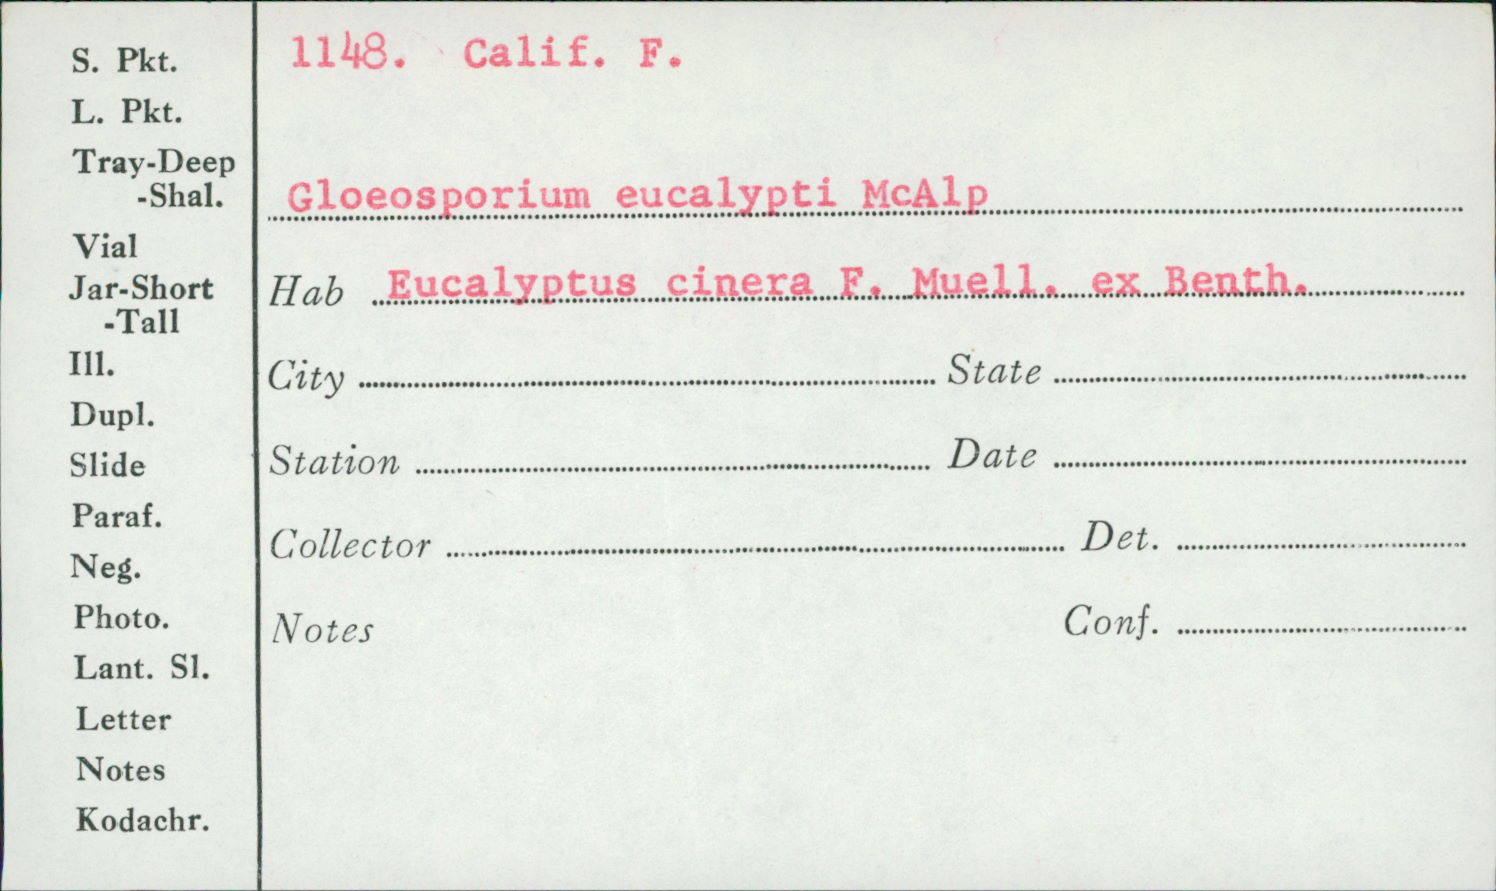 S. Pkt.
L. Pkt.
Tray-Deep
-Shal.
Vial
Jar-Short
-Tall
Ill.
Dupl.
Slide
Paraf.
Neg.
Photo.
Lant. Sl.
Letter
Notes
Kodachr.
1148. Calif. F.
Gloeosporium eucalypti McAlp
Hab Eucalyptus cinera F. Muell. ex Benth.
City State
Station Date
Collector Det.
Notes Conf.